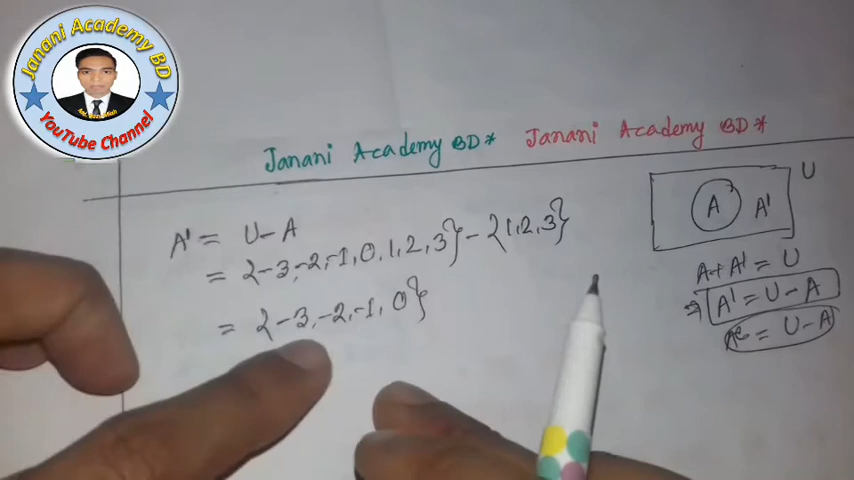 Janani Academy BD
YouTube Channel
Janani Academy BD* Janani Academy BD*
A' = U-A
= {-3,-2,-1,0,1,2,3} - {1,2,3}
= {-3,-2,-1,0}
U
A A'
A+A' = U
⇒ A' = U-A
Aᶜ = U-A